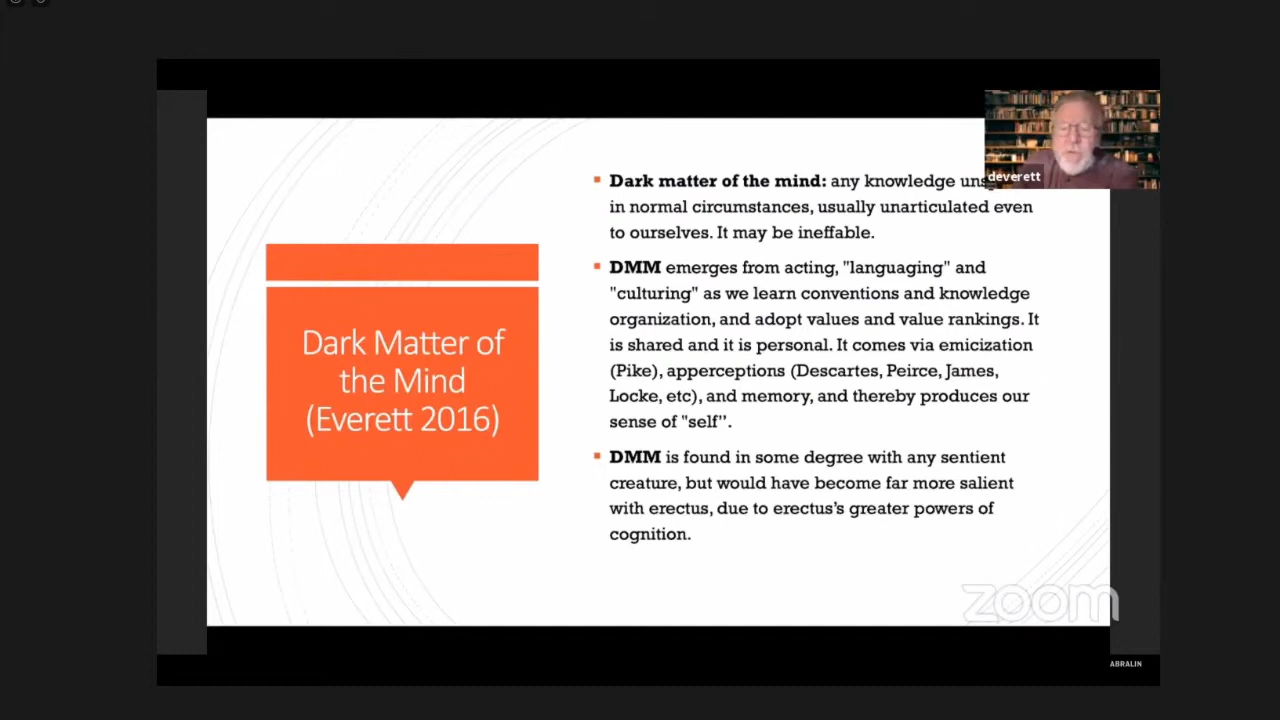 deverett
Dark matter of the mind: any knowledge
in normal circumstances, usually unarticulated even
to ourselves. It may be ineffable.
DMM emerges from acting, "languaging" and
"culturing" as we learn conventions and knowledge
organization, and adopt values and value rankings. It
is shared and it is personal. It comes via emicization
(Pike), apperceptions (Descartes, Peirce, James,
Locke, etc), and memory, and thereby produces our
sense of "self''.
DMM is found in some degree with any sentient
creature, but would have become far more salient
with erectus, due to erectus’s greater powers of
cognition.
Dark Matter of
the Mind
(Everett 2016)
zoom
ABRALIN